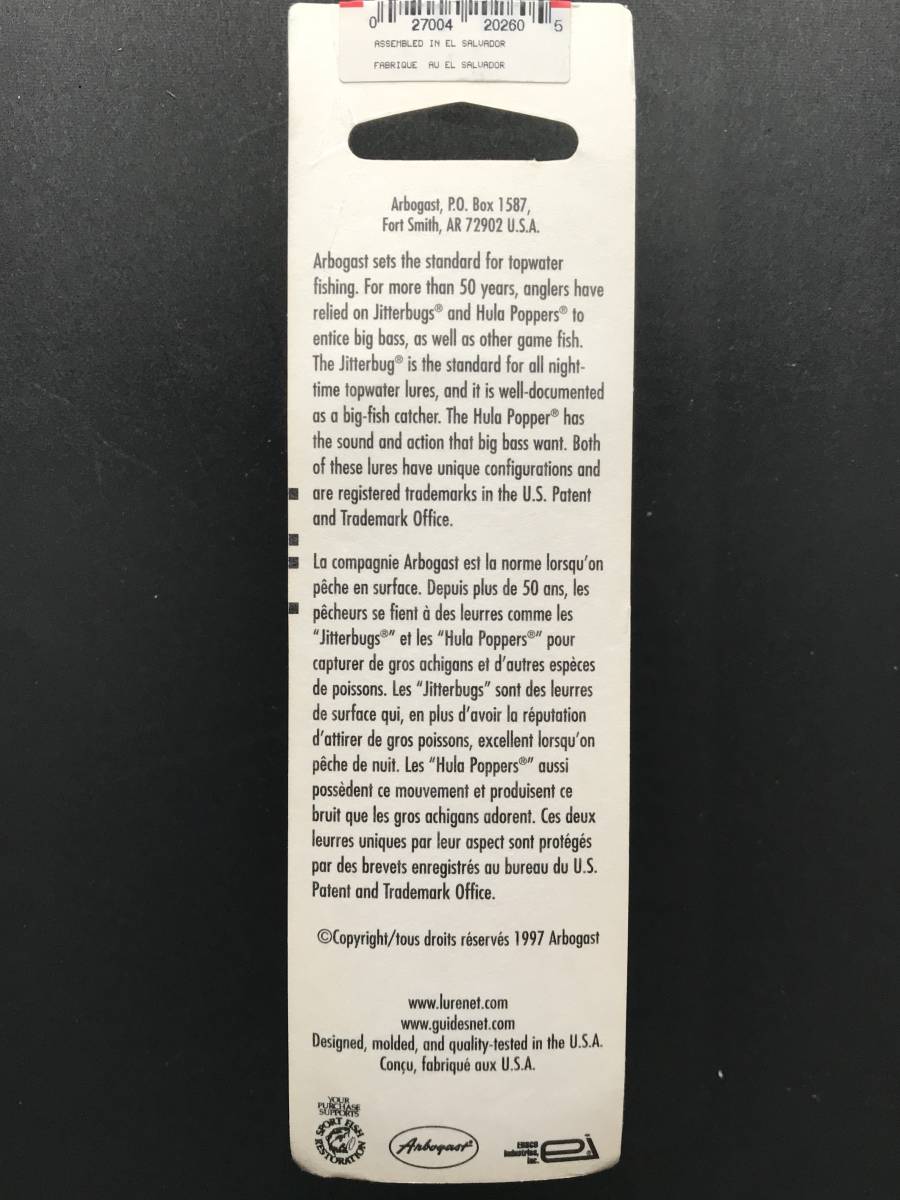 0 27004 20260 5
ASSEMBLED IN EL SALVADOR
FABRIQUE AU EL SALVADOR
Arbogast, P.O. Box 1587,
Fort Smith, AR 72902 U.S.A.
Arbogast sets the standard for topwater
fishing. For more than 50 years, anglers have
relied on Jitterbugs® and Hula Poppers® to
entice big bass, as well as other game fish.
The Jitterbug® is the standard for all night-
time topwater lures, and it is well-documented
as a big-fish catcher. The Hula Popper® has
the sound and action that big bass want. Both
of these lures have unique configurations and
are registered trademarks in the U.S. Patent
and Trademark Office.
La compagnie Arbogast est la norme lorsqu'on
pêche en surface. Depuis plus de 50 ans, les
pêcheurs se fient à des leurres comme les
"Jitterbugs®" et les "Hula Poppers®" pour
capturer de gros achigans et d'autres espèces
de poissons. Les "Jitterbugs" sont des leurres
de surface qui, en plus d'avoir la réputation
d'attirer de gros poissons, excellent lorsqu'on
pêche de nuit. Les "Hula Poppers®" aussi
possèdent ce mouvement et produisent ce
bruit que les gros achigans adorent. Ces deux
leurres uniques par leur aspect sont protégés
par des brevets enregistrés au bureau du U.S.
Patent and Trademark Office.
©Copyright/tous droits réservés 1997 Arbogast
www.lurenet.com
www.guidesnet.com
Designed, molded, and quality-tested in the U.S.A.
Conçu, fabriqué aux U.S.A.
YOUR
PURCHASE
SUPPORTS
SPORT FISH
RESTORATION
Arbogast®
EBSCO
Industries,
Inc.
ei®